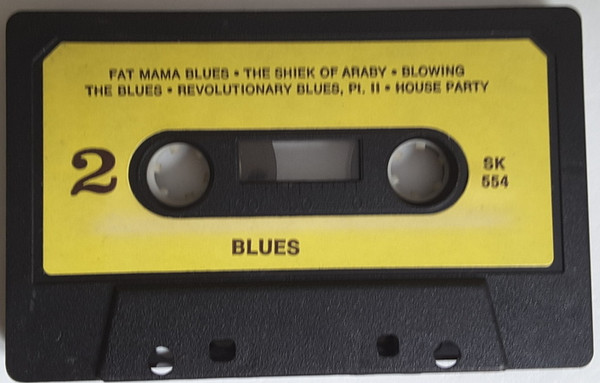 FAT MAMA BLUES • THE SHIEK OF ARABY • BLOWING
THE BLUES • REVOLUTIONARY BLUES, Pt. II • HOUSE PARTY
2
SK
554
BLUES